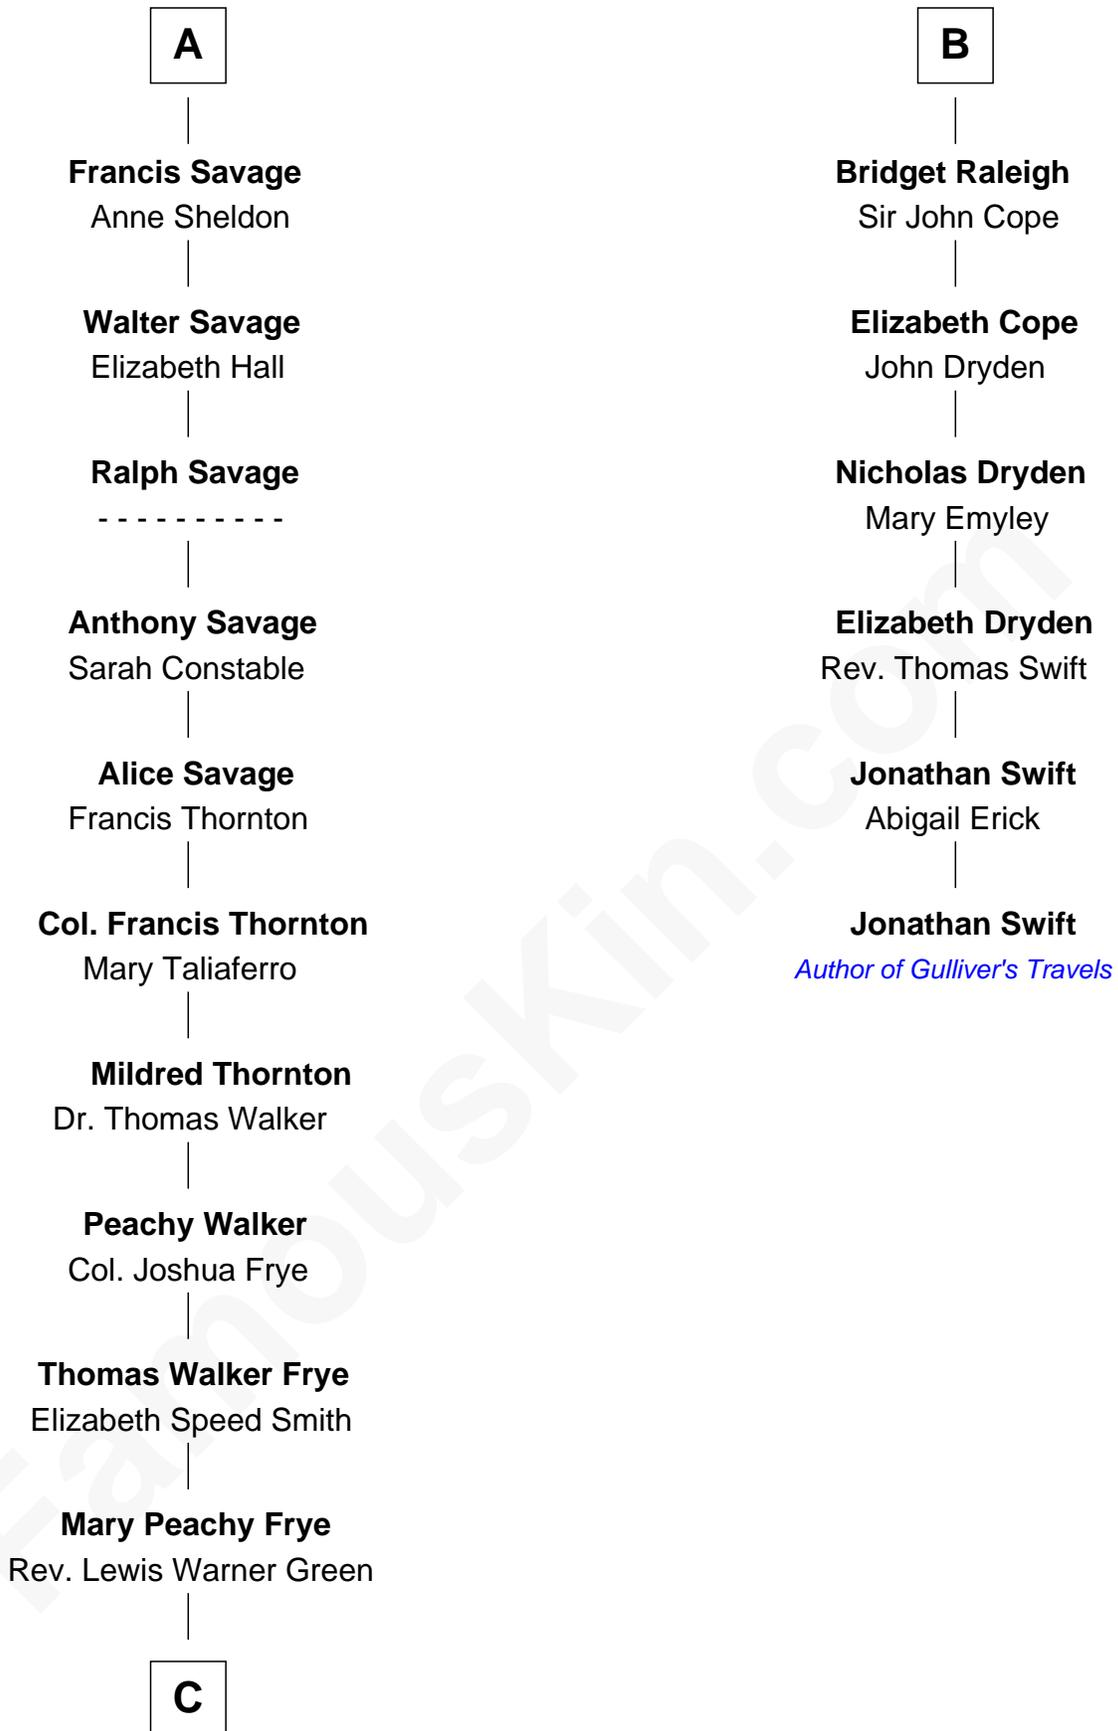 A
Francis Savage
Anne Sheldon
Walter Savage
Elizabeth Hall
Ralph Savage
- - - - - - - - - -
Anthony Savage
Sarah Constable
Alice Savage
Francis Thornton
Col. Francis Thornton
Mary Taliaferro
Mildred Thornton
Dr. Thomas Walker
Peachy Walker
Col. Joshua Frye
Thomas Walker Frye
Elizabeth Speed Smith
Mary Peachy Frye
Rev. Lewis Warner Green
C
B
Bridget Raleigh
Sir John Cope
Elizabeth Cope
John Dryden
Nicholas Dryden
Mary Emyley
Elizabeth Dryden
Rev. Thomas Swift
Jonathan Swift
Abigail Erick
Jonathan Swift
Author of Gulliver's Travels
FamousKin.com